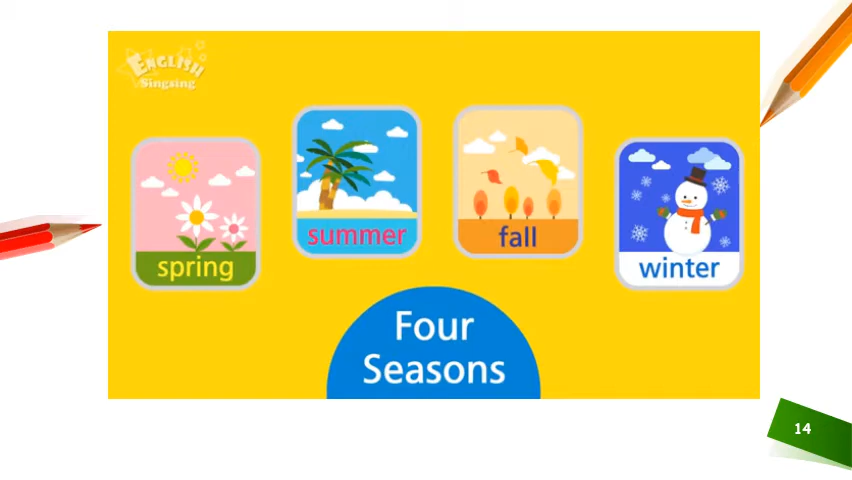 ENGLISH
Singsing
spring
summer
fall
winter
Four
Seasons
14